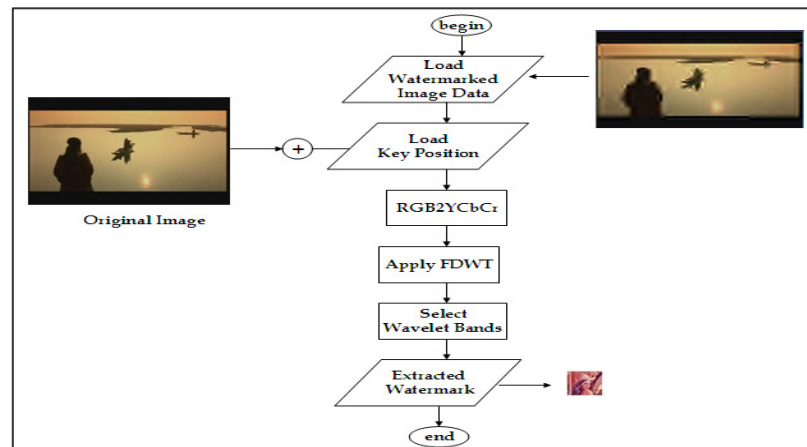 begin
Load
Watermarked
Image Data
Load
Key Position
+
Original Image
RGB2YCbCr
Apply FDWT
Select
Wavelet Bands
Extracted
Watermark
end